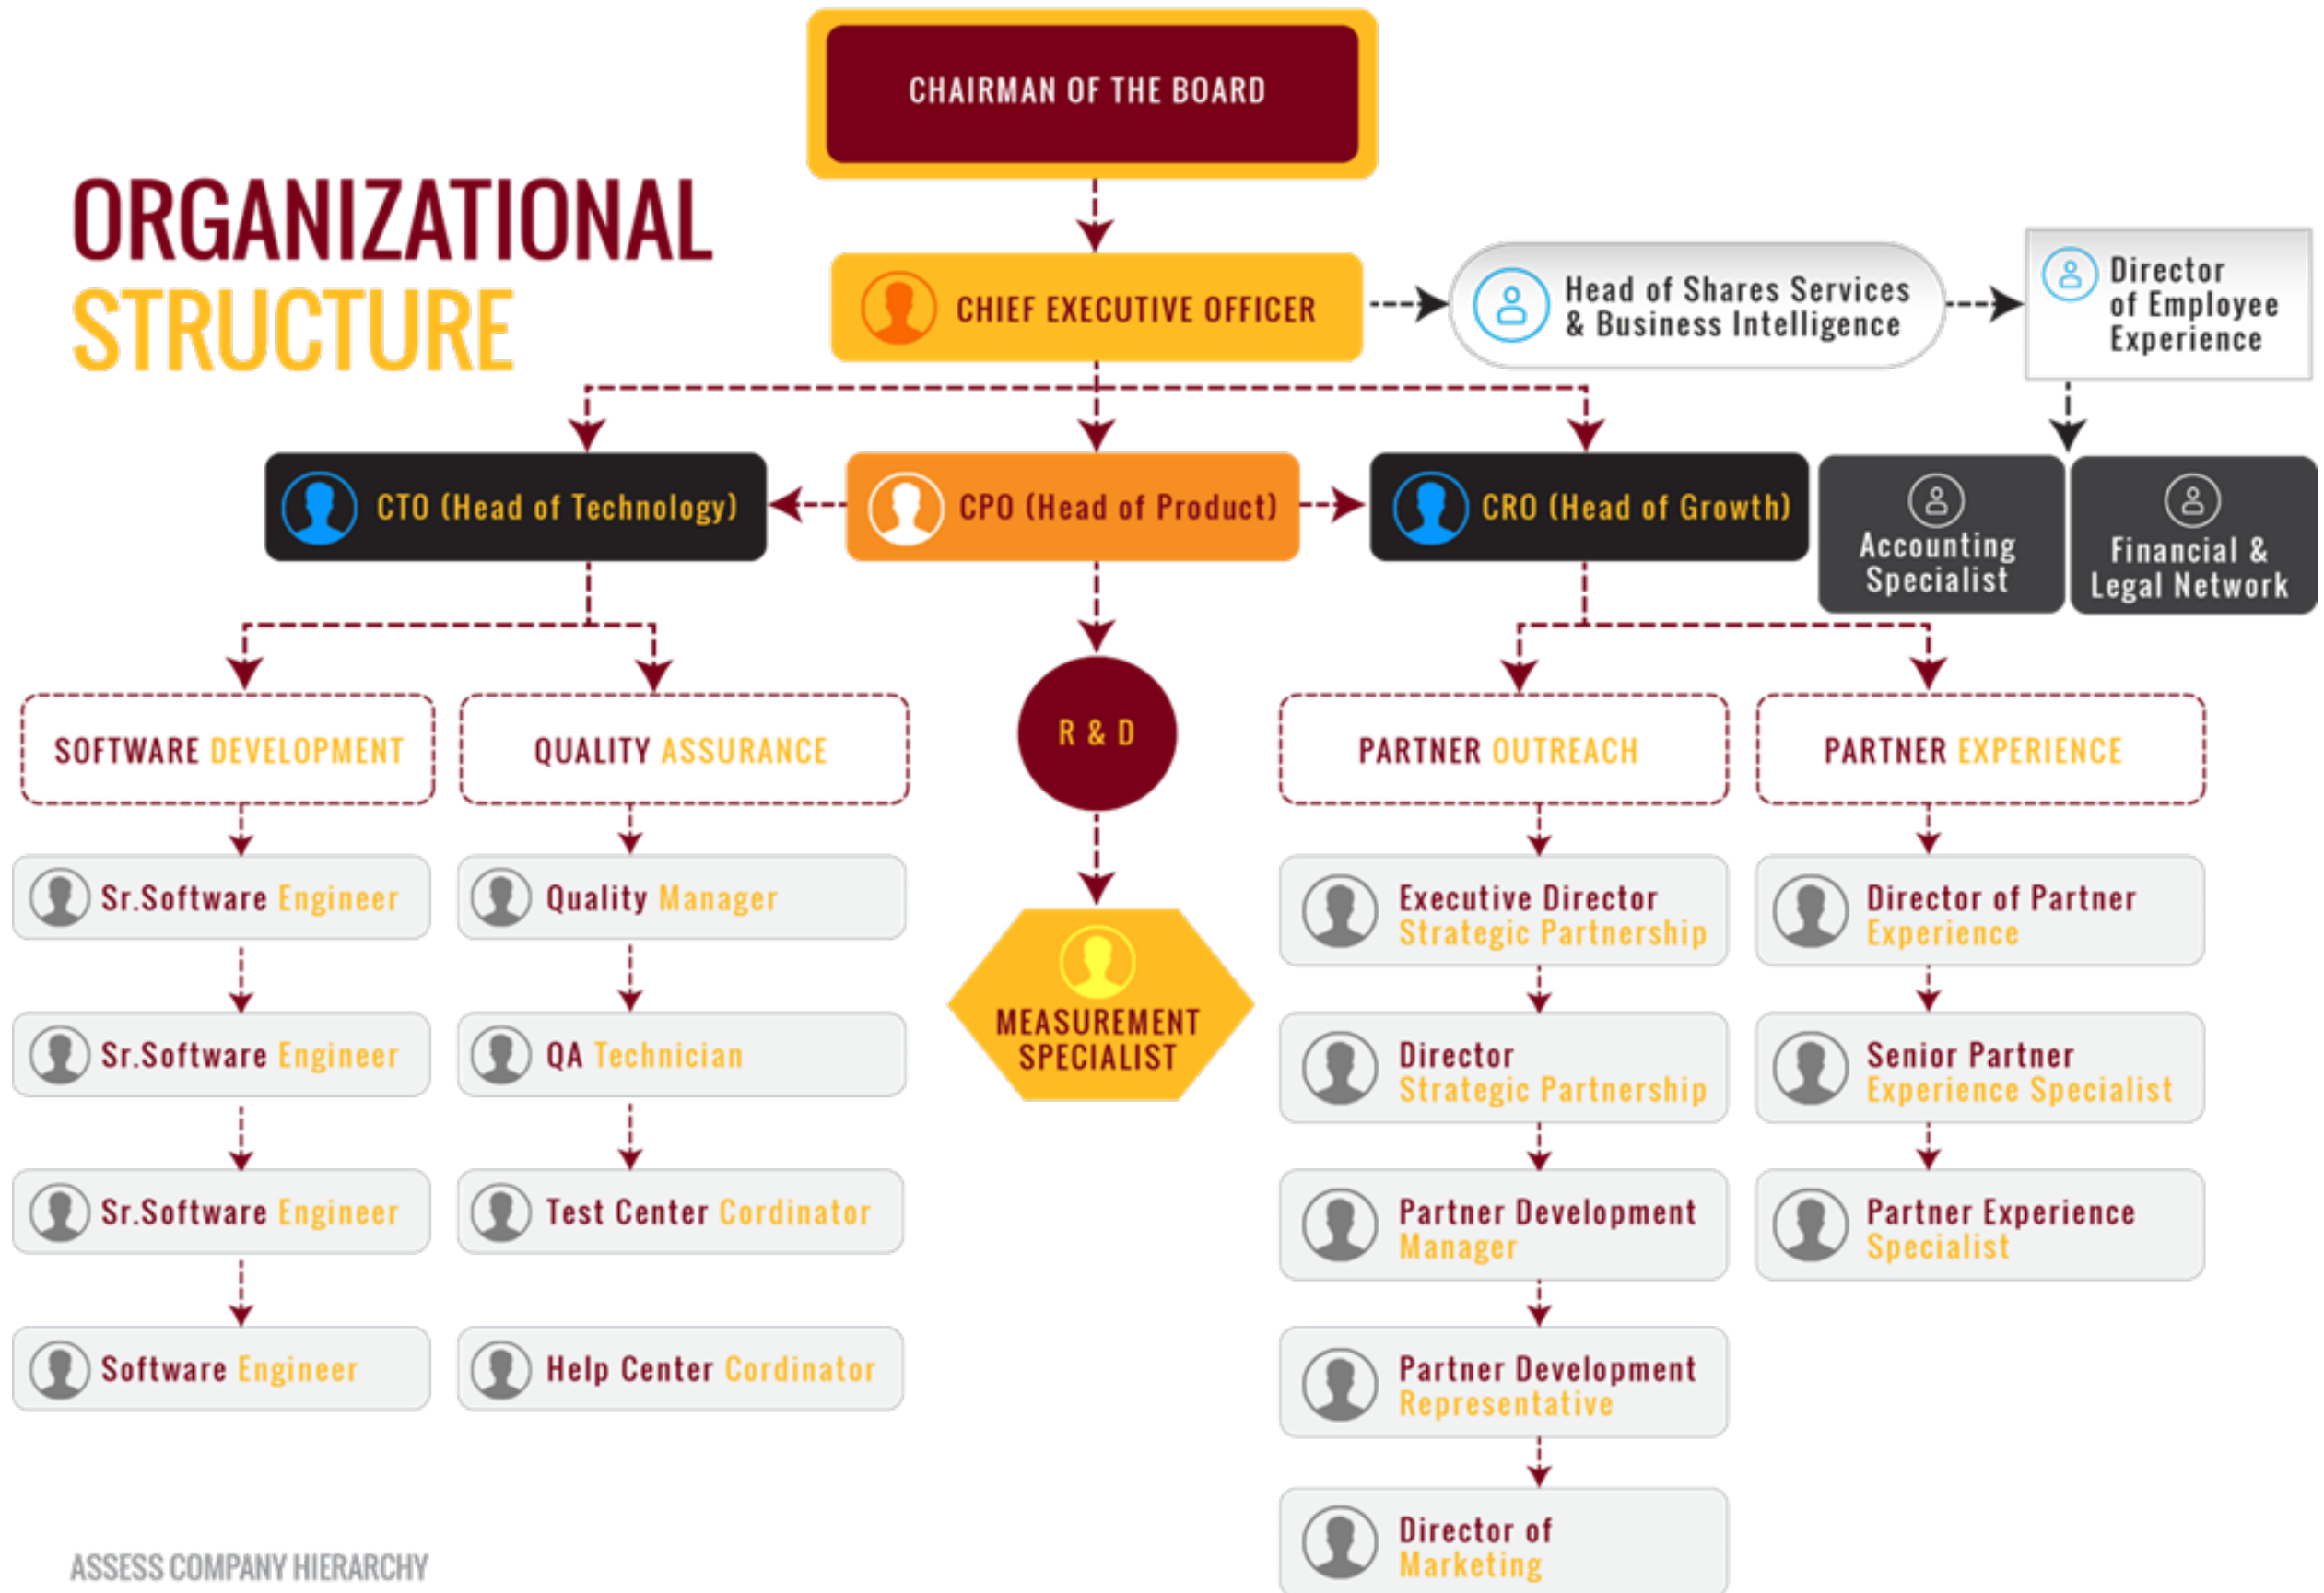 CHAIRMAN OF THE BOARD
ORGANIZATIONAL
STRUCTURE
CHIEF EXECUTIVE OFFICER
Head of Shares Services
& Business Intelligence
Director
of Employee
Experience
CTO (Head of Technology)
CPO (Head of Product)
CRO (Head of Growth)
Accounting
Specialist
Financial &
Legal Network
SOFTWARE DEVELOPMENT
Sr.Software Engineer
Sr.Software Engineer
Sr.Software Engineer
Software Engineer
QUALITY ASSURANCE
Quality Manager
QA Technician
Test Center Cordinator
Help Center Cordinator
R & D
MEASUREMENT
SPECIALIST
PARTNER OUTREACH
Executive Director
Strategic Partnership
Director
Strategic Partnership
Partner Development
Manager
Partner Development
Representative
Director of
Marketing
PARTNER EXPERIENCE
Director of Partner
Experience
Senior Partner
Experience Specialist
Partner Experience
Specialist
ASSESS COMPANY HIERARCHY